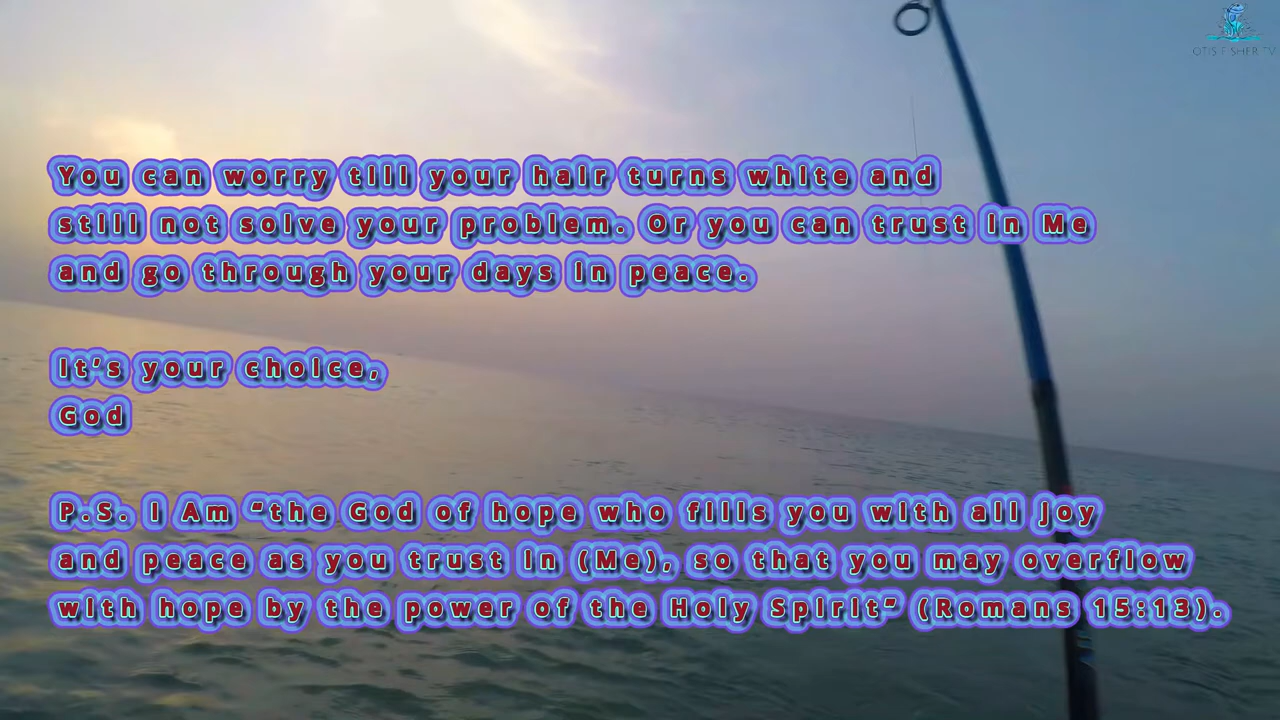 OTIS FISHER TV
You can worry till your hair turns white and
still not solve your problem. Or you can trust in Me
and go through your days in peace.
It’s your choice,
God
P.S. I Am “the God of hope who fills you with all joy
and peace as you trust in (Me), so that you may overflow
with hope by the power of the Holy Spirit” (Romans 15:13).